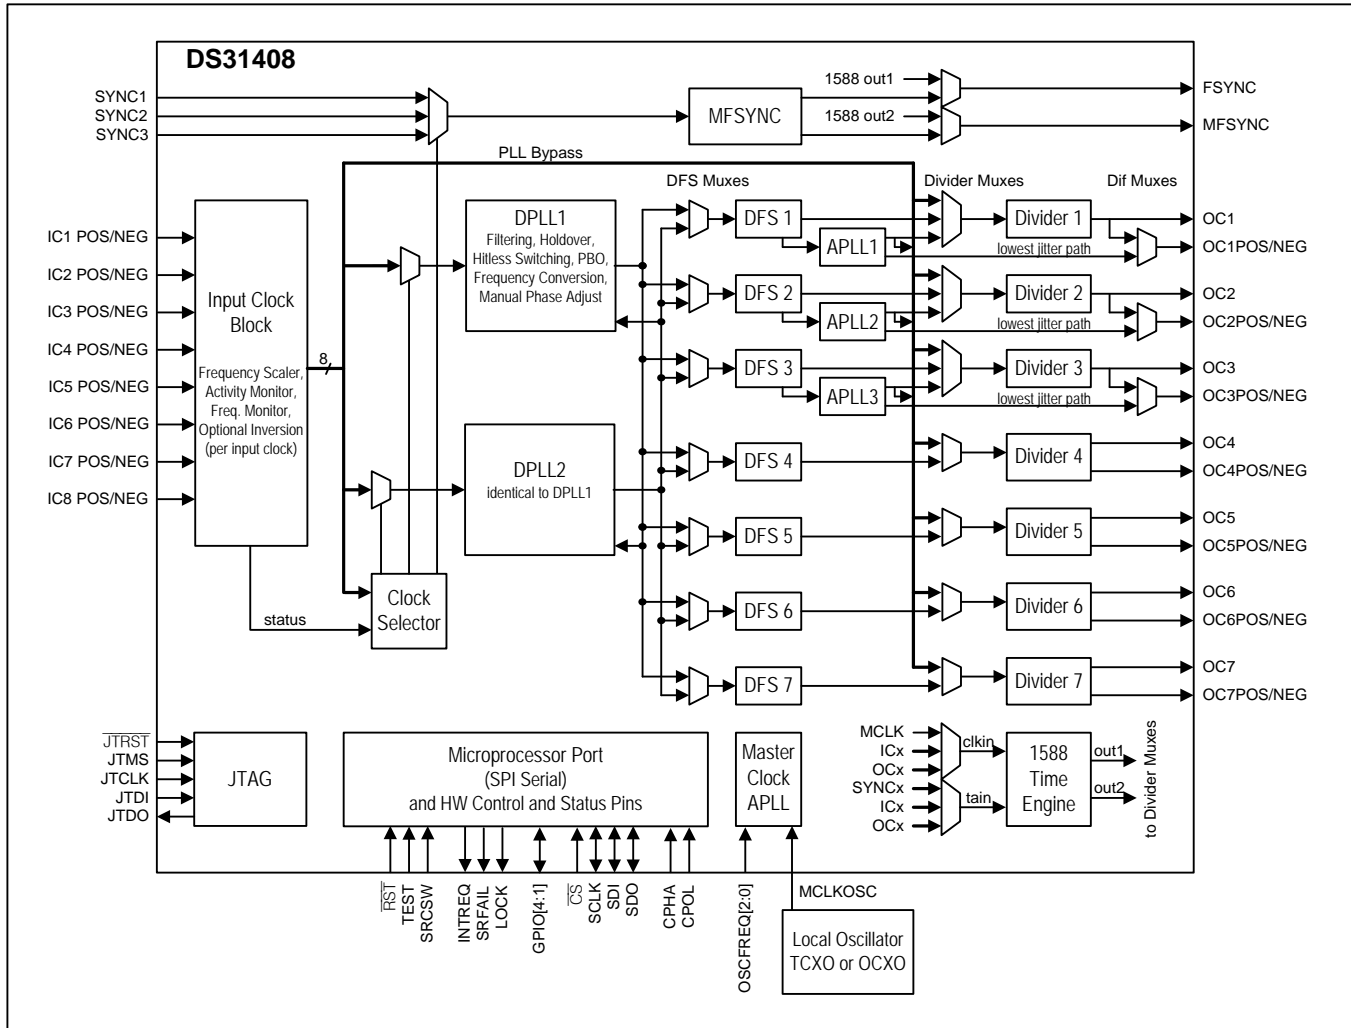 DS31408
SYNC1
SYNC2
SYNC3
1588 out1
1588 out2
MFSYNC
FSYNC
MFSYNC
PLL Bypass
DFS Muxes
Divider Muxes
Dif Muxes
IC1 POS/NEG
IC2 POS/NEG
IC3 POS/NEG
IC4 POS/NEG
IC5 POS/NEG
IC6 POS/NEG
IC7 POS/NEG
IC8 POS/NEG
Input Clock
Block
Frequency Scaler,
Activity Monitor,
Freq. Monitor,
Optional Inversion
(per input clock)
8
status
Clock
Selector
DPLL1
Filtering, Holdover,
Hitless Switching, PBO,
Frequency Conversion,
Manual Phase Adjust
DPLL2
identical to DPLL1
DFS 1
APLL1
Divider 1
lowest jitter path
OC1
OC1POS/NEG
DFS 2
APLL2
Divider 2
lowest jitter path
OC2
OC2POS/NEG
DFS 3
APLL3
Divider 3
lowest jitter path
OC3
OC3POS/NEG
DFS 4
Divider 4
OC4
OC4POS/NEG
DFS 5
Divider 5
OC5
OC5POS/NEG
DFS 6
Divider 6
OC6
OC6POS/NEG
DFS 7
Divider 7
OC7
OC7POS/NEG
JTRST
JTMS
JTCLK
JTDI
JTDO
JTAG
Microprocessor Port
(SPI Serial)
and HW Control and Status Pins
RST
TEST
SRCSW
INTREQ
SRFAIL
LOCK
GPIO[4:1]
CS
SCLK
SDI
SDO
CPHA
CPOL
Master
Clock
APLL
OSCFREQ[2:0]
MCLKOSC
Local Oscillator
TCXO or OCXO
MCLK
ICx
OCx
SYNCx
ICx
OCx
clkin
tain
1588
Time
Engine
out1
out2
to Divider Muxes